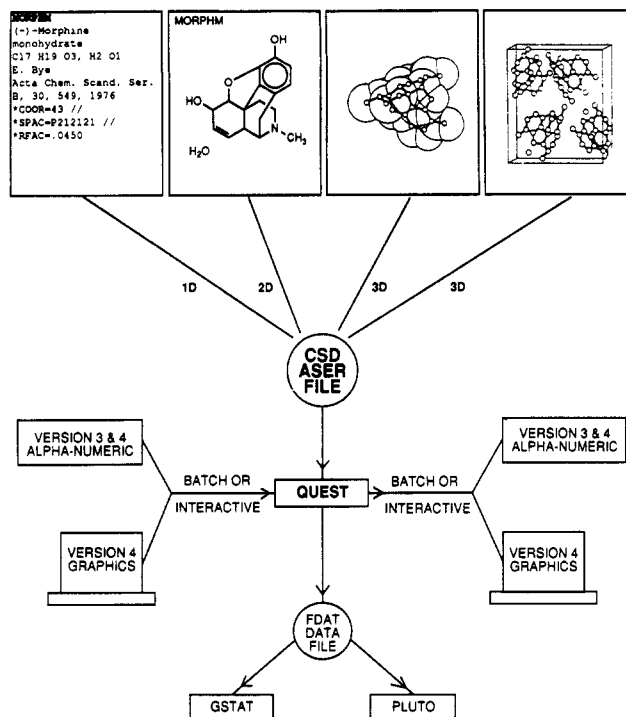 MORPHM
(-)-Morphine
monohydrate
C17 H19 O3, H2 O1
E. Bye
Acta Chem. Scand. Ser.
B, 30, 549, 1976
*COOR=43 //
*SPAC=P212121 //
*RFAC=.0450
MORPHM
OH
O
HO
N
CH₃
H₂O
1D
2D
3D
3D
CSD
ASER
FILE
VERSION 3 & 4
ALPHA-NUMERIC
VERSION 3 & 4
ALPHA-NUMERIC
BATCH OR
INTERACTIVE
QUEST
BATCH OR
INTERACTIVE
VERSION 4
GRAPHICS
VERSION 4
GRAPHICS
FDAT
DATA
FILE
GSTAT
PLUTO